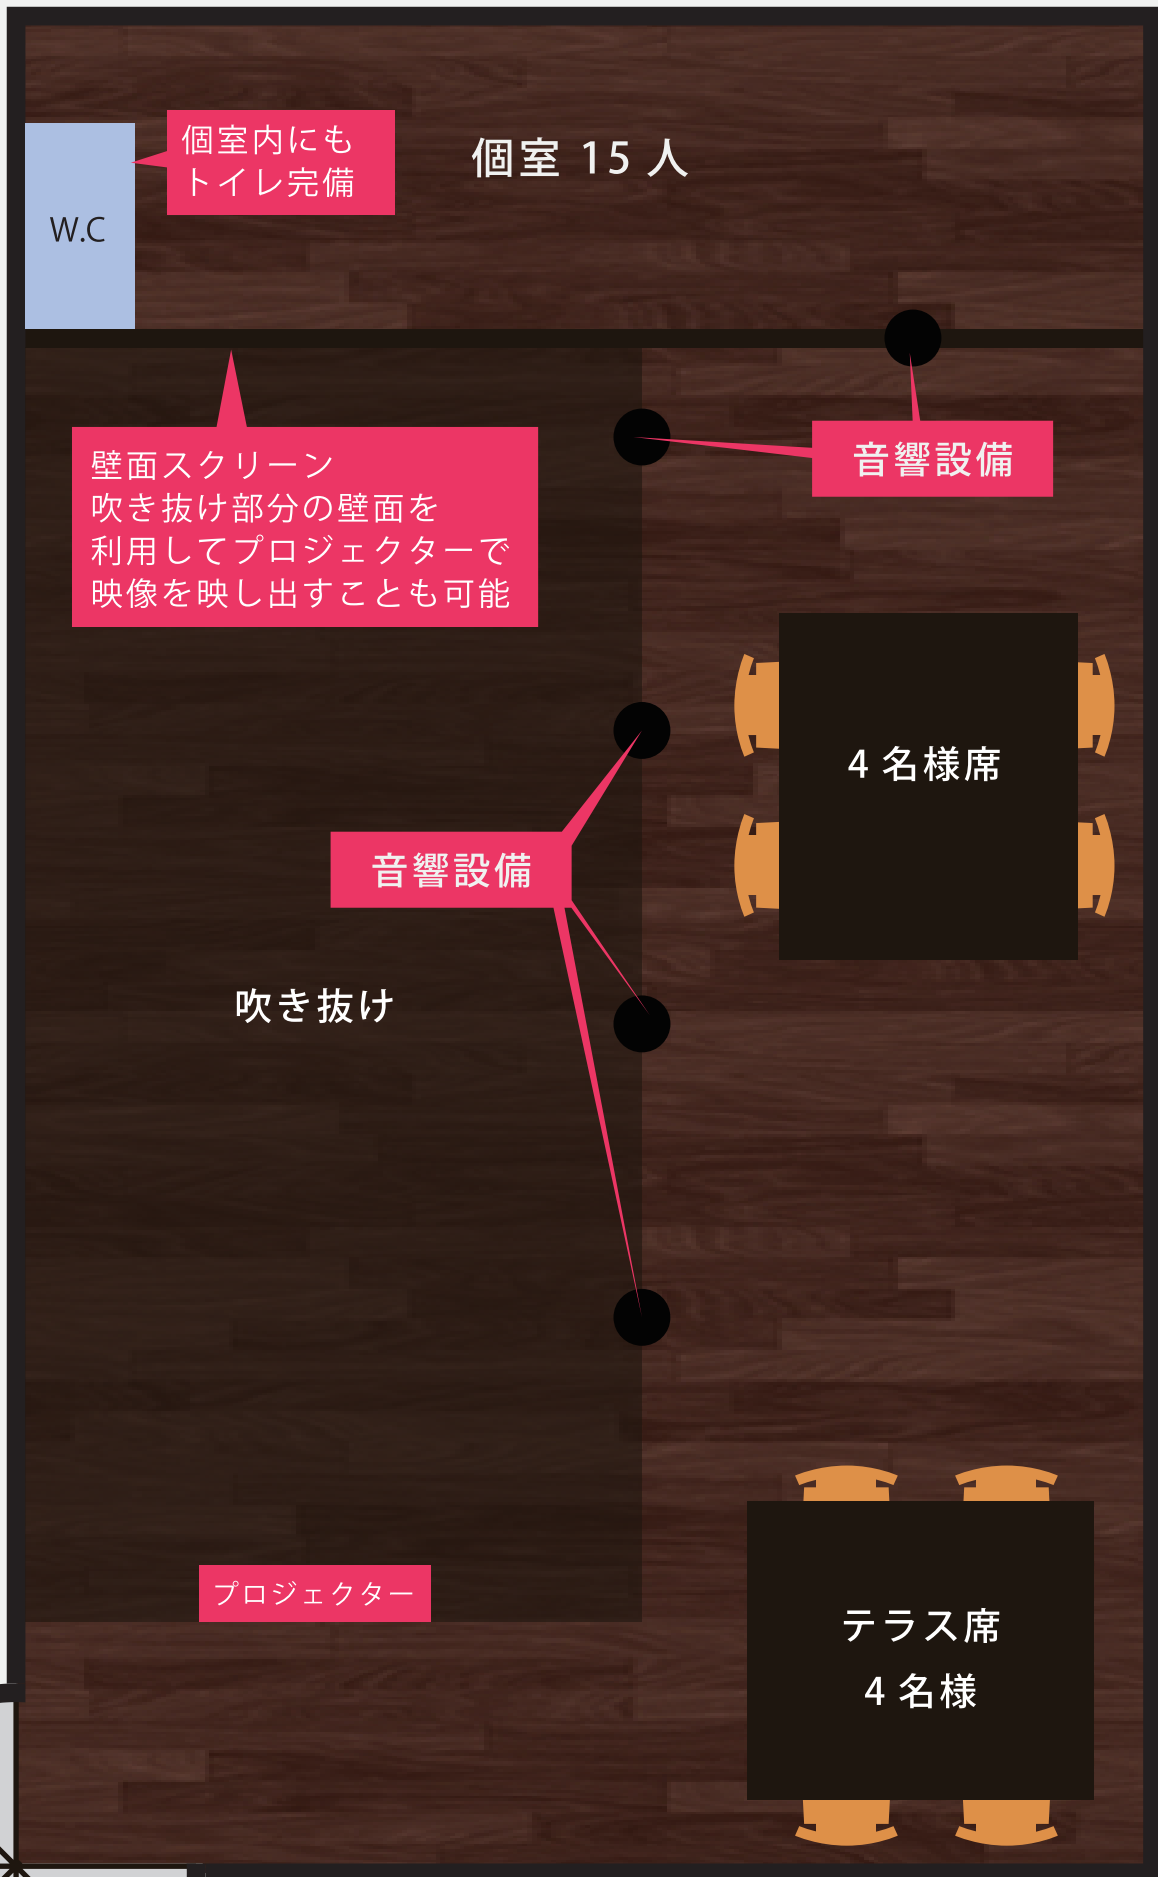 個室内にも
トイレ完備
個室 15 人
W.C
音響設備
壁面スクリーン
吹き抜け部分の壁面を
利用してプロジェクターで
映像を映し出すことも可能
4 名様席
音響設備
吹き抜け
プロジェクター
テラス席
4 名様